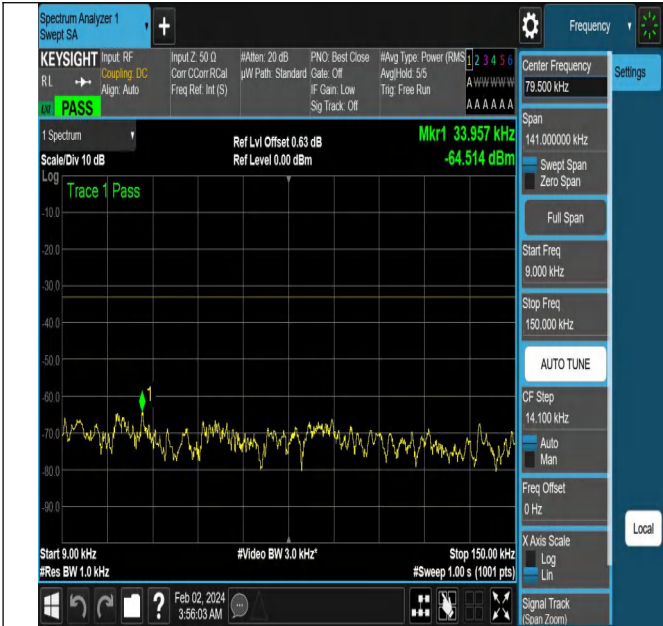 Spectrum Analyzer 1
Swept SA
+
Frequency
KEYSIGHT
RL
PASS
Input: RF
Coupling: DC
Align: Auto
Input Z: 50 Ω
Corr CCorr RCal
Freq Ref: Int (S)
#Atten: 20 dB
µW Path: Standard
PNO: Best Close
Gate: Off
IF Gain: Low
Sig Track: Off
#Avg Type: Power (RMS
Avg|Hold: 5/5
Trig: Free Run
1 2 3 4 5 6
A W W W W W
A A A A A A
1 Spectrum
Scale/Div 10 dB
Ref Lvl Offset 0.63 dB
Ref Level 0.00 dBm
Mkr1 33.957 kHz
-64.514 dBm
Log
Trace 1 Pass
-10.0
-20.0
-30.0
-40.0
-50.0
-60.0
-70.0
-80.0
-90.0
1
Start 9.00 kHz
#Res BW 1.0 kHz
#Video BW 3.0 kHz*
Stop 150.00 kHz
#Sweep 1.00 s (1001 pts)
?
Feb 02, 2024
3:56:03 AM
Center Frequency
79.500 kHz
Settings
Span
141.000000 kHz
Swept Span
Zero Span
Full Span
Start Freq
9.000 kHz
Stop Freq
150.000 kHz
AUTO TUNE
CF Step
14.100 kHz
Auto
Man
Freq Offset
0 Hz
X Axis Scale
Log
Lin
Local
Signal Track
(Span Zoom)